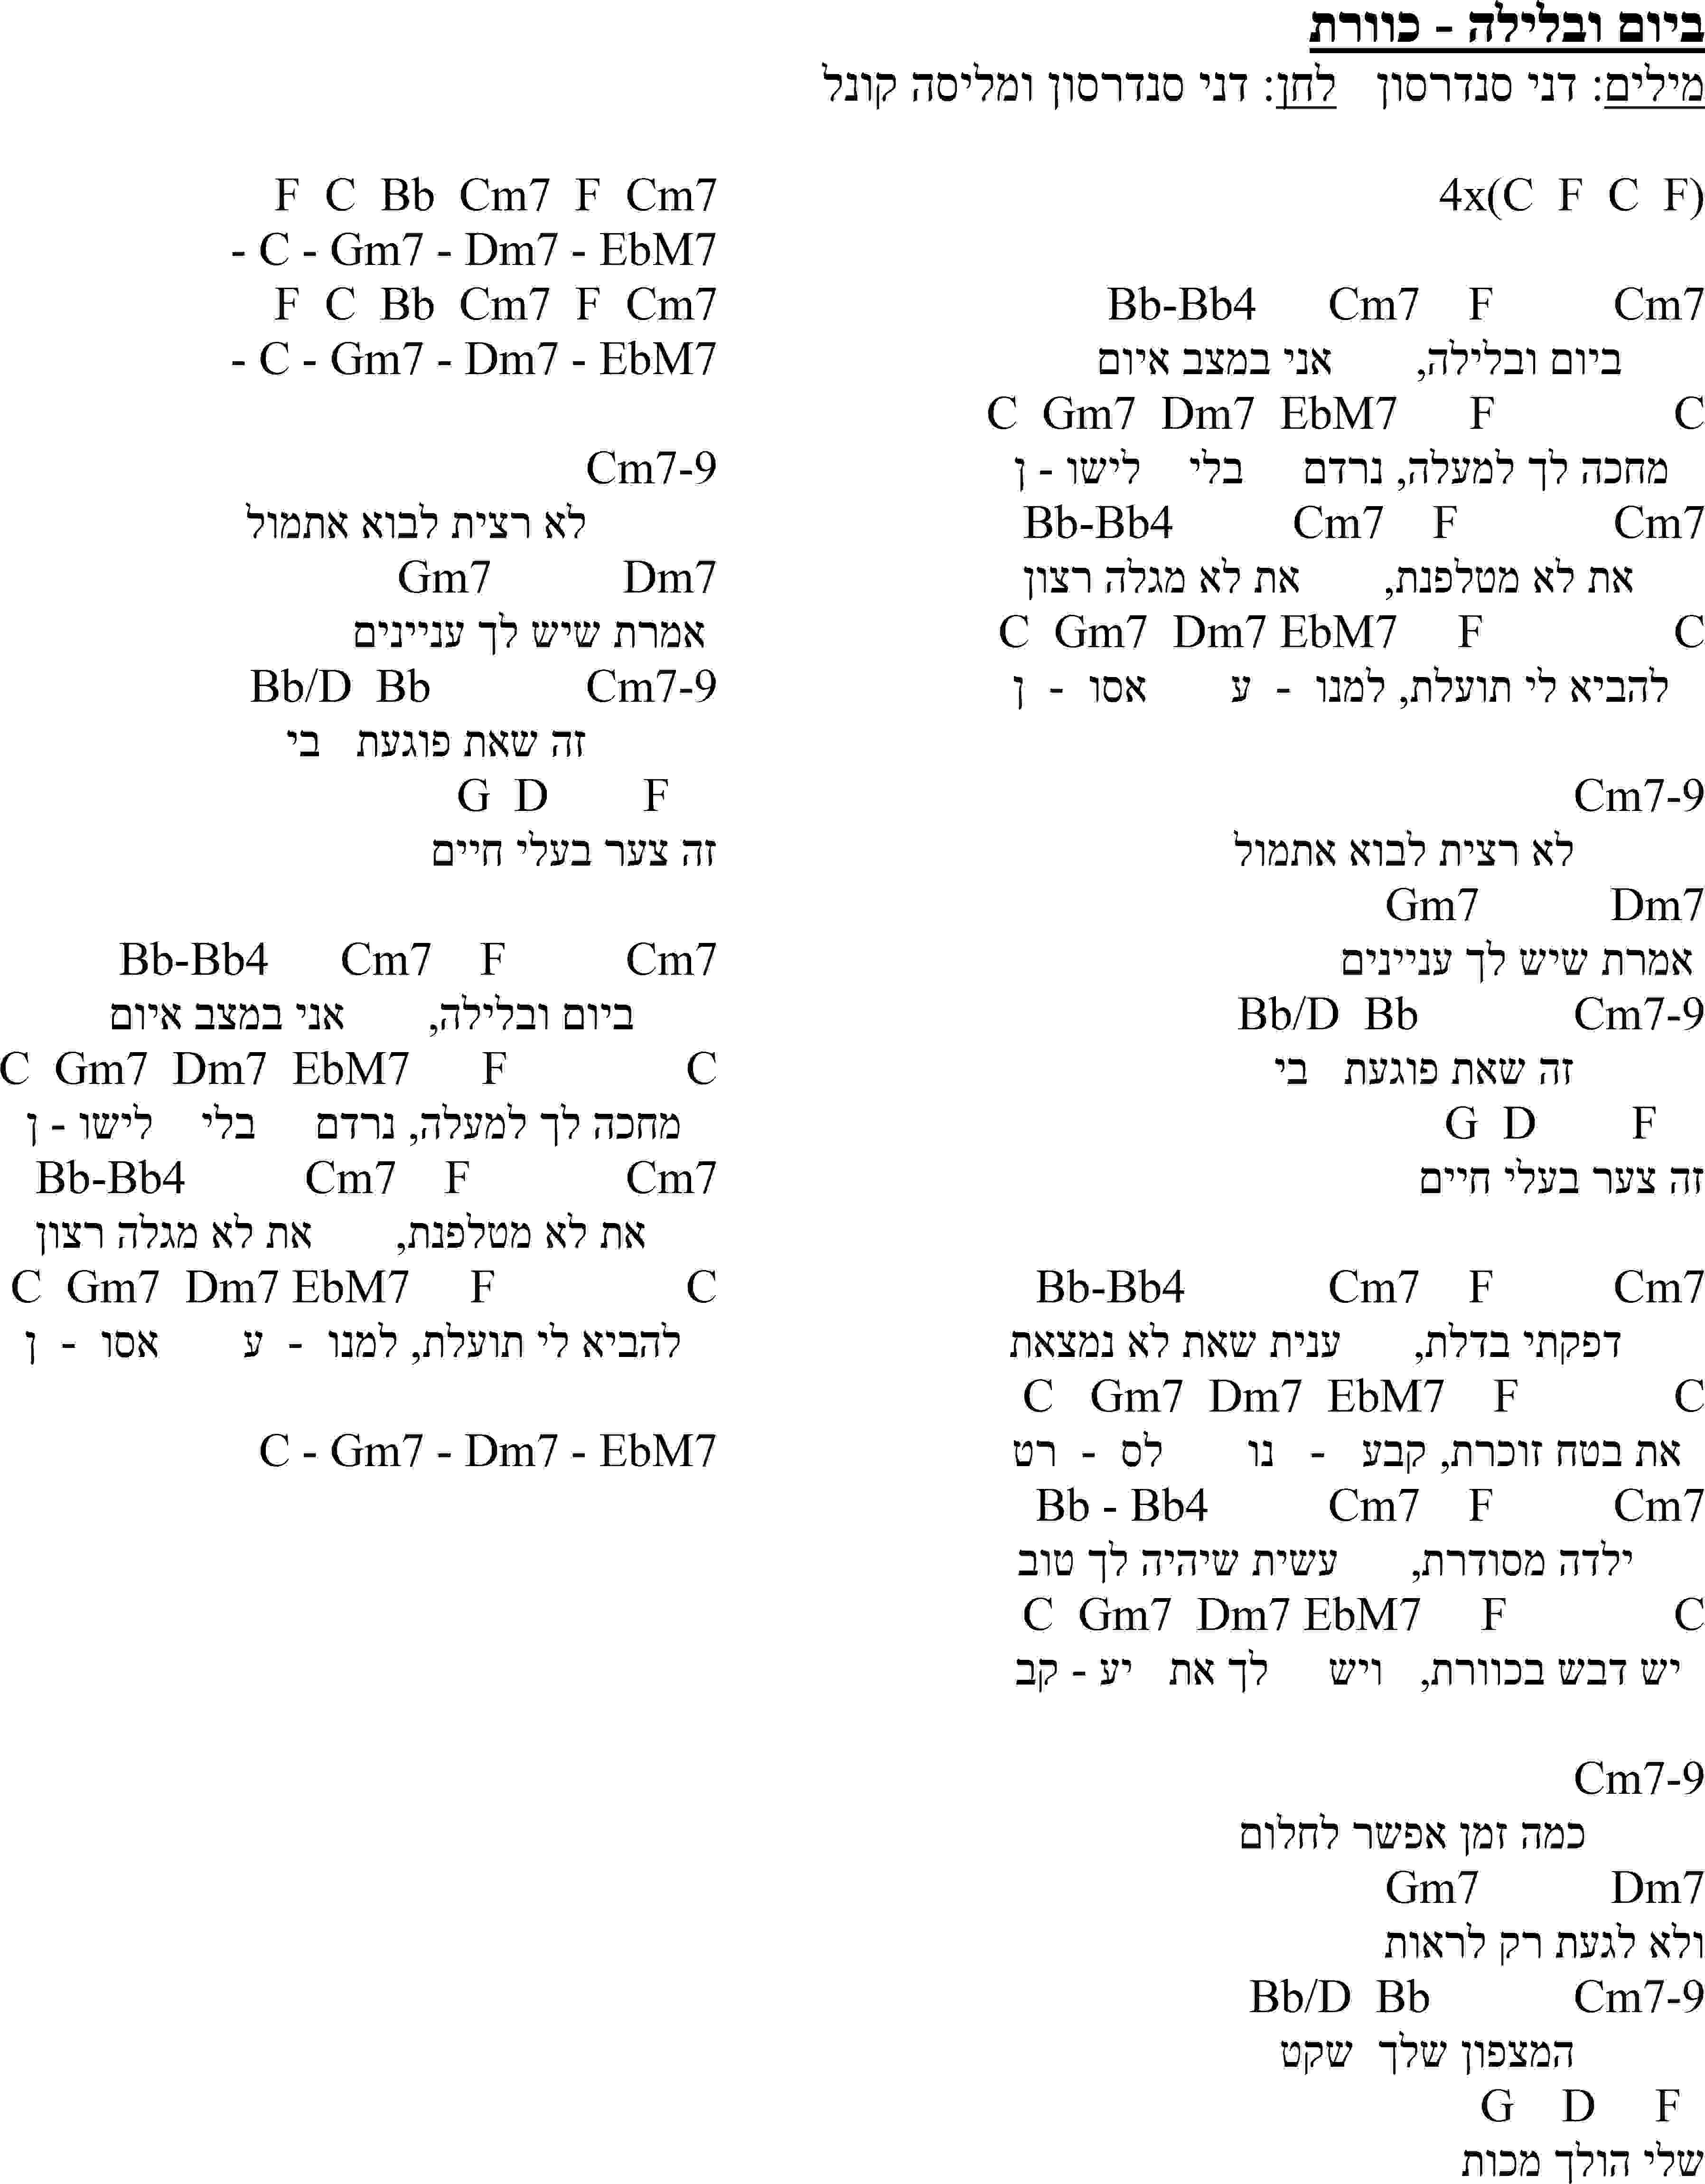 ביום ובלילה - כוורת
מילים: דני סנדרסון   לחן: דני סנדרסון ומליסה קונל
4x(C  F  C  F)
Bb-Bb4      Cm7    F          Cm7
ביום ובלילה,       אני במצב איום
C  Gm7  Dm7  EbM7      F               C
מחכה לך למעלה, נרדם    בלי    לישו - ן
Bb-Bb4          Cm7    F             Cm7
את לא מטלפנת,       את לא מגלה רצון
C  Gm7  Dm7 EbM7     F                C
להביא לי תועלת, למנו  -  ע       אסו  -  ן
Cm7-9
לא רצית לבוא אתמול
Gm7          Dm7
אמרת שיש לך עניינים
Bb/D  Bb            Cm7-9
זה שאת פוגעת   בי
G  D        F
זה צער בעלי חיים
Bb-Bb4            Cm7    F          Cm7
דפקתי בדלת,      ענית שאת לא נמצאת
C   Gm7  Dm7  EbM7    F             C
את בטח זוכרת, קבע   -   נו       לס  -  רט
Bb - Bb4          Cm7    F          Cm7
ילדה מסודרת,      עשית שיהיה לך טוב
C  Gm7  Dm7 EbM7     F              C
יש דבש בכוורת,   ויש     לך את   יע - קב
Cm7-9
כמה זמן אפשר לחלום
Gm7          Dm7
ולא לגעת רק לראות
Bb/D  Bb            Cm7-9
המצפון שלך  שקט
G    D     F
שלי הולך מכות
F  C  Bb  Cm7  F  Cm7
- C - Gm7 - Dm7 - EbM7
F  C  Bb  Cm7  F  Cm7
- C - Gm7 - Dm7 - EbM7
Cm7-9
לא רצית לבוא אתמול
Gm7          Dm7
אמרת שיש לך עניינים
Bb/D  Bb            Cm7-9
זה שאת פוגעת   בי
G  D        F
זה צער בעלי חיים
Bb-Bb4      Cm7    F          Cm7
ביום ובלילה,       אני במצב איום
C  Gm7  Dm7  EbM7      F               C
מחכה לך למעלה, נרדם     בלי    לישו - ן
Bb-Bb4          Cm7    F             Cm7
את לא מטלפנת,       את לא מגלה רצון
C  Gm7  Dm7 EbM7     F                C
להביא לי תועלת, למנו  -  ע       אסו  -  ן
C - Gm7 - Dm7 - EbM7